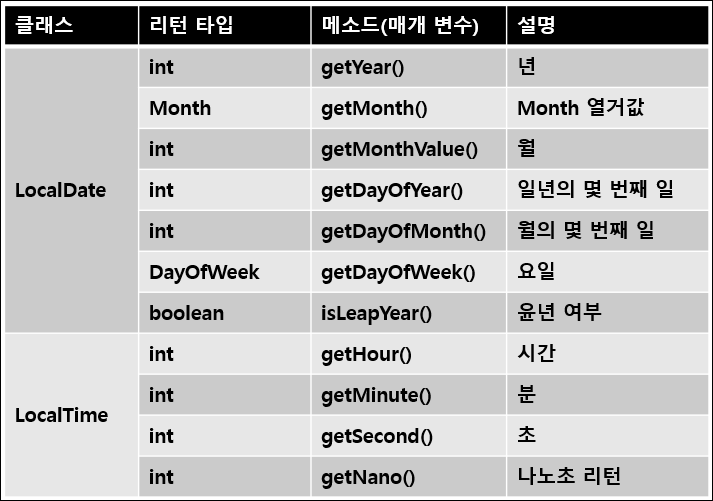 클래스 리턴 타입 메소드(매개 변수) 설명
int getYear() 년
Month getMonth() Month 열거값
int getMonthValue() 월
LocalDate int getDayOfYear() 일년의 몇 번째 일
int getDayOfMonth() 월의 몇 번째 일
DayOfWeek getDayOfWeek() 요일
boolean isLeapYear() 윤년 여부
int getHour() 시간
LocalTime int getMinute() 분
int getSecond() 초
int getNano() 나노초 리턴